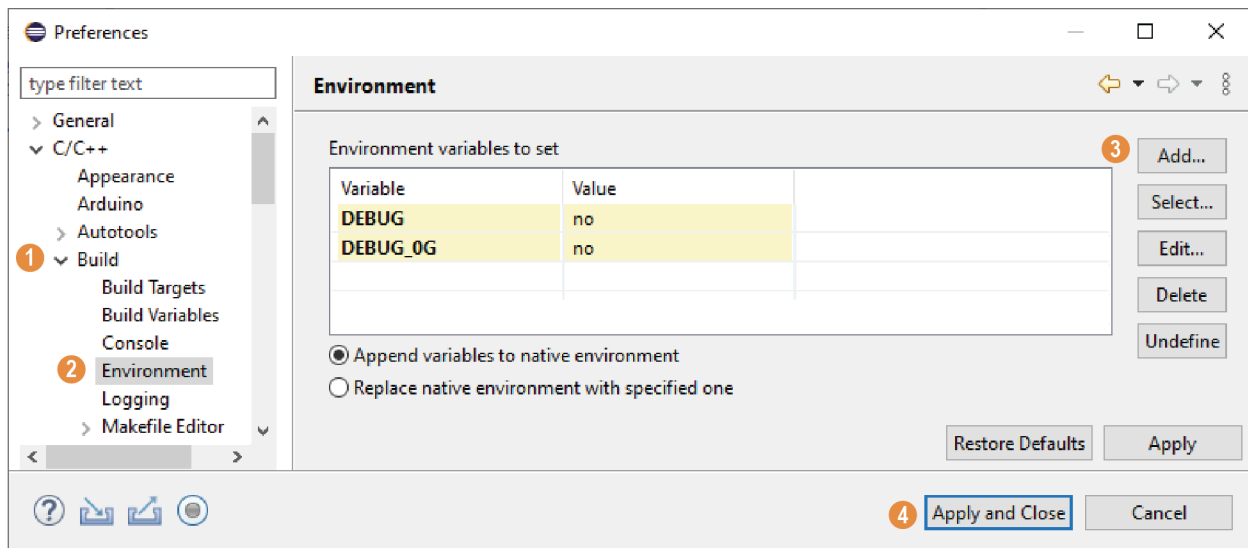 Preferences
type filter text
General
C/C++
Appearance
Arduino
Autotools
1 Build
Build Targets
Build Variables
Console
2 Environment
Logging
Makefile Editor
Environment
Environment variables to set
Variable Value
DEBUG no
DEBUG_0G no
3 Add...
Select...
Edit...
Delete
Undefine
Append variables to native environment
Replace native environment with specified one
Restore Defaults Apply
4 Apply and Close Cancel